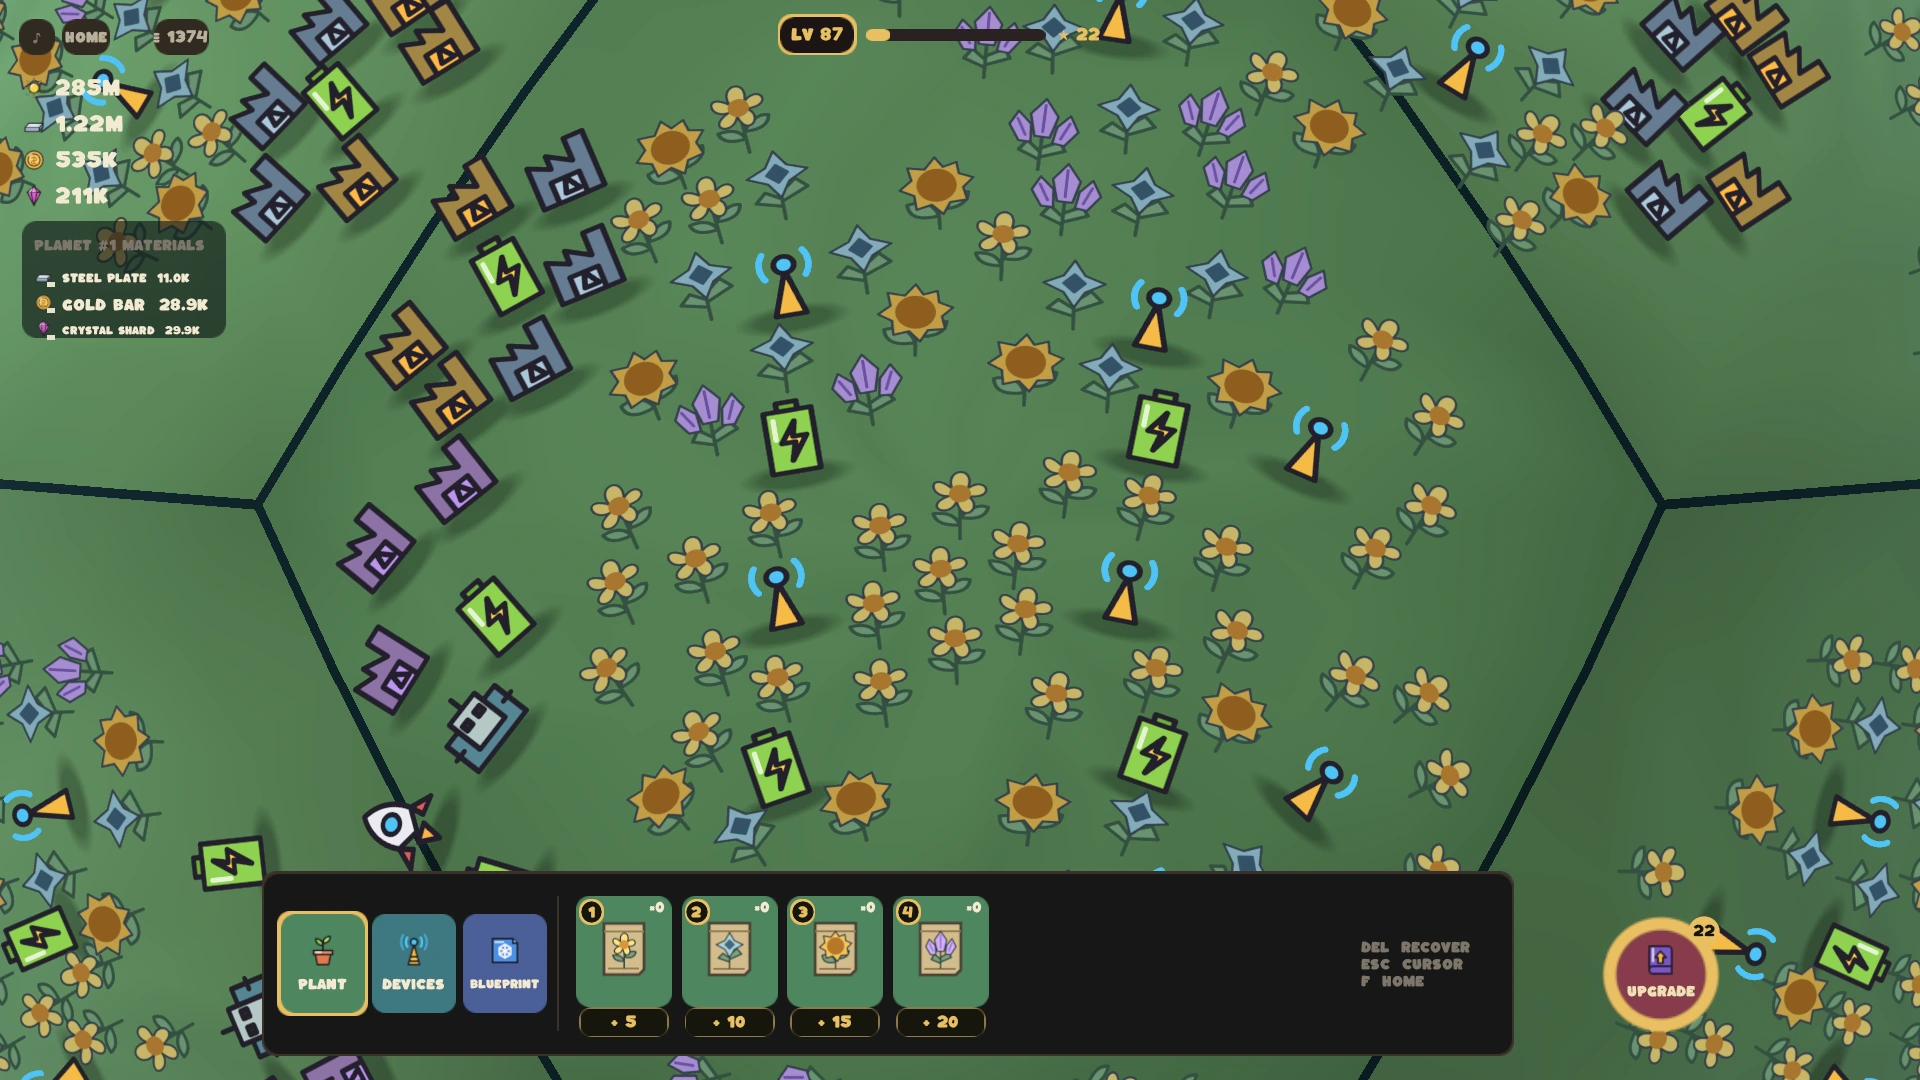 HOME
1374
LV 87
22
285M
1.22M
535K
211K
PLANET #1 MATERIALS
STEEL PLATE 11.0K
GOLD BAR 28.9K
CRYSTAL SHARD 29.9K
PLANT
DEVICES
BLUEPRINT
1 ×0
2 ×0
3 ×0
4 ×0
5
10
15
20
DEL RECOVER
ESC CURSOR
F HOME
22
UPGRADE